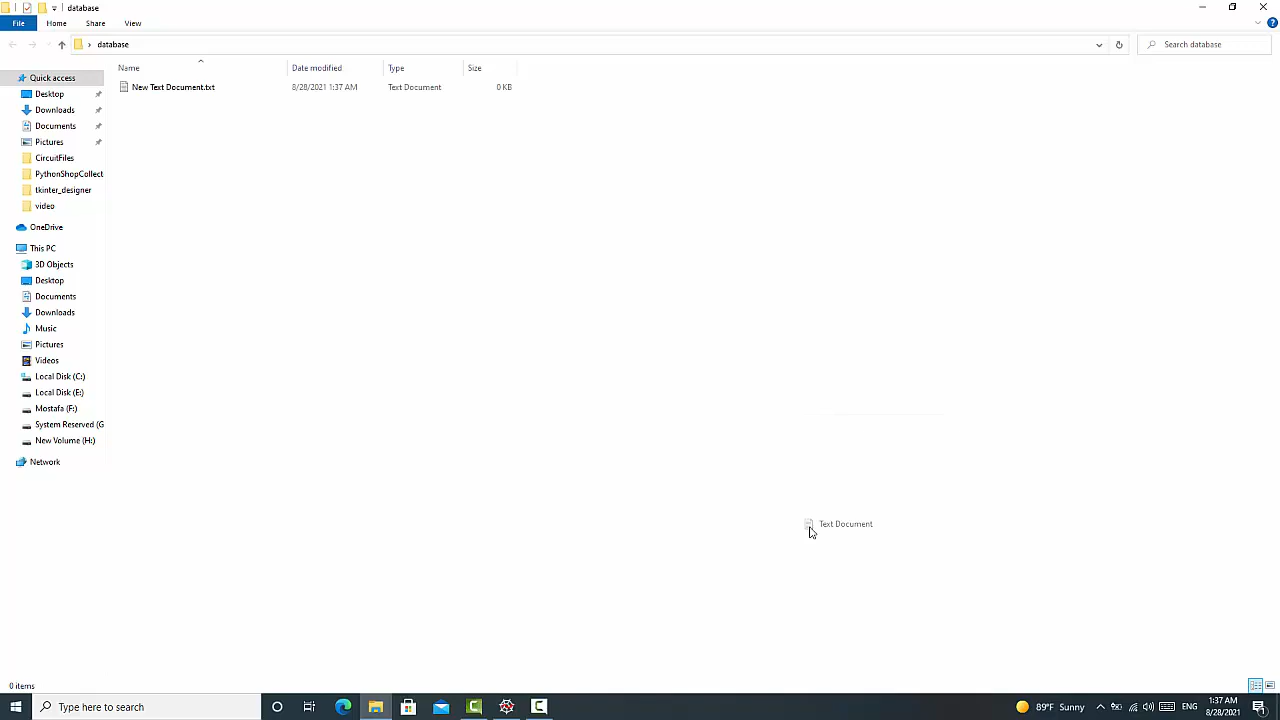 database
File Home Share View
database
Search database
Name Date modified Type Size
Quick access
New Text Document.txt 8/28/2021 1:37 AM Text Document 0 KB
Desktop
Downloads
Documents
Pictures
CircuitFiles
PythonShopCollect
tkinter_designer
video
OneDrive
This PC
3D Objects
Desktop
Documents
Downloads
Music
Pictures
Videos
Local Disk (C:)
Local Disk (E:)
Mostafa (F:)
System Reserved (G
New Volume (H:)
Network
Text Document
0 items
Type here to search
89°F Sunny
ENG
1:37 AM
8/28/2021